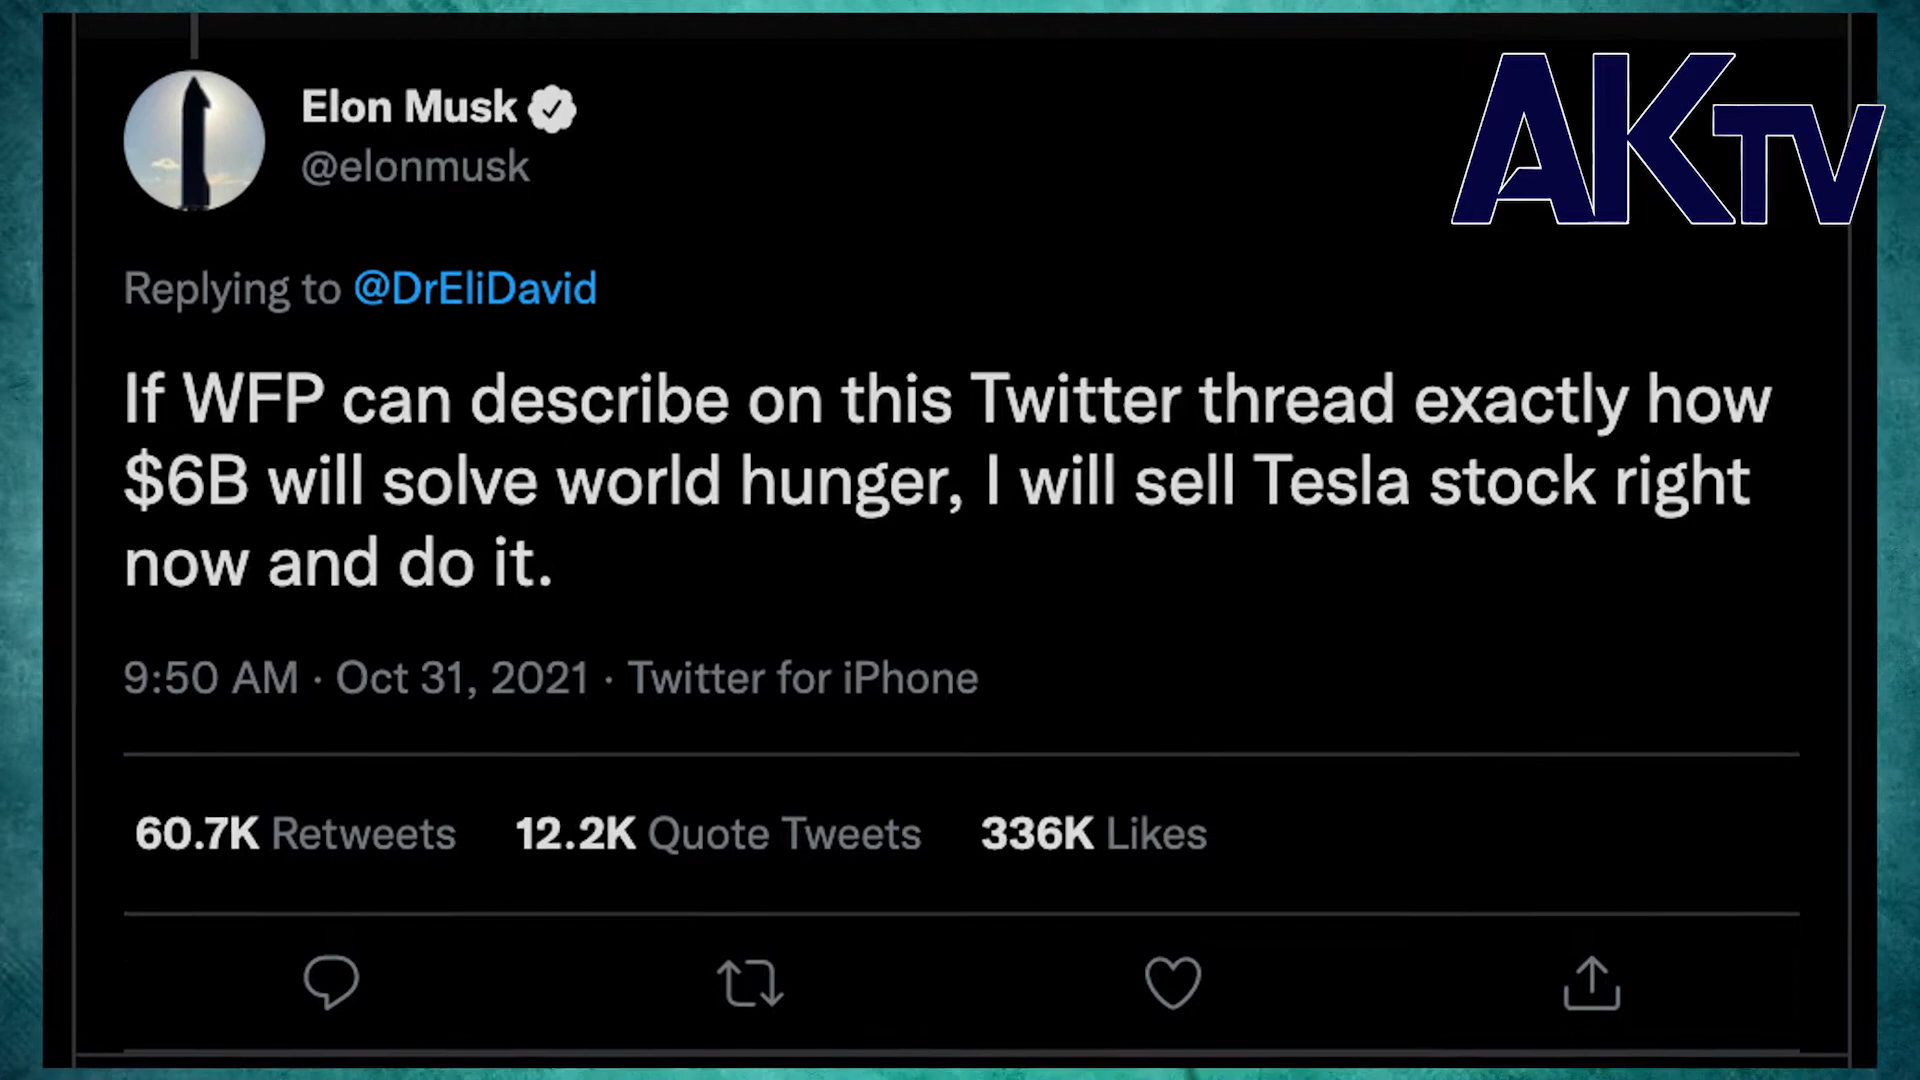 AKTV
Elon Musk
@elonmusk
Replying to @DrEliDavid
If WFP can describe on this Twitter thread exactly how
$6B will solve world hunger, I will sell Tesla stock right
now and do it.
9:50 AM · Oct 31, 2021 · Twitter for iPhone
60.7K Retweets 12.2K Quote Tweets 336K Likes